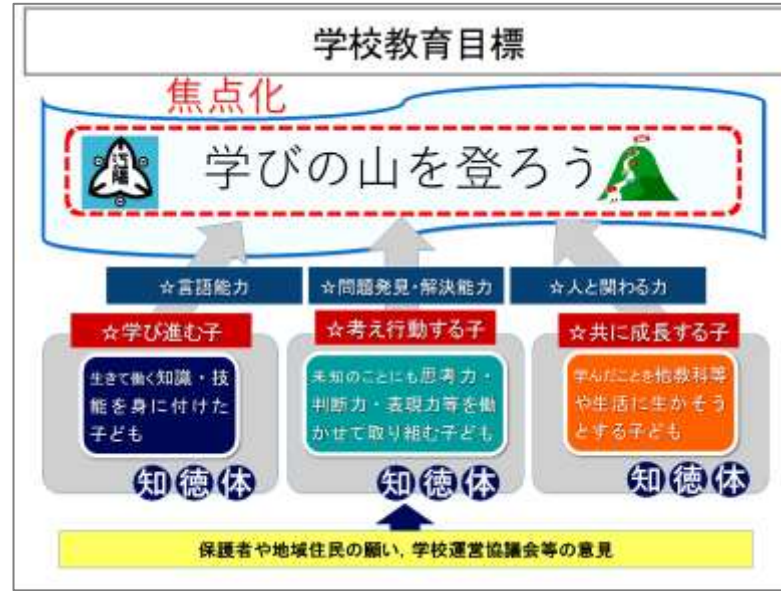 学校教育目標
焦点化
学びの山を登ろう
☆言語能力
☆問題発見・解決能力
☆人と関わる力
☆学び進む子
☆考え行動する子
☆共に成長する子
生きて働く知識・技
能を身に付けた
子ども
未知のことにも思考力・
判断力・表現力等を働
かせて取り組む子ども
学んだことを他教科等
や生活に生かそう
とする子ども
知徳体
知徳体
知徳体
保護者や地域住民の願い，学校運営協議会等の意見